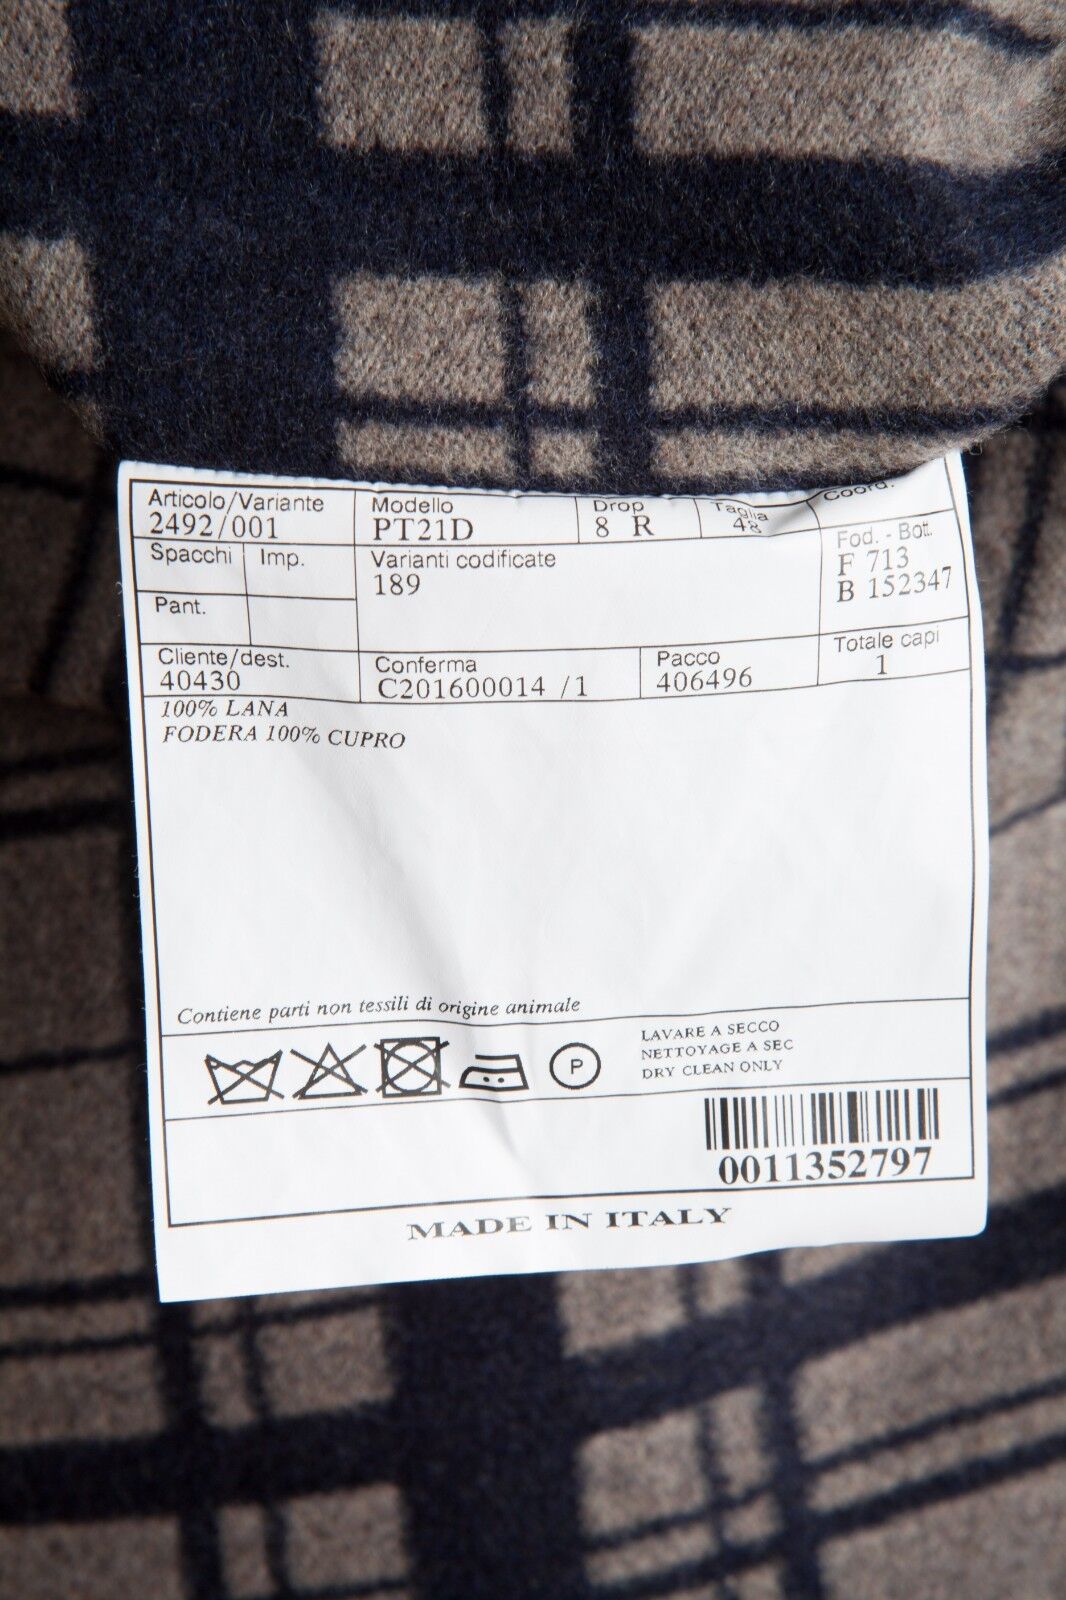 Articolo/Variante Modello Drop Taglia Coord.
2492/001 PT21D 8 R 48
Spacchi Imp. Varianti codificate Fod. - Bott.
189 F 713
B 152347
Pant.
Cliente/dest. Conferma Pacco Totale capi
40430 C201600014 /1 406496 1
100% LANA
FODERA 100% CUPRO
Contiene parti non tessili di origine animale
P
LAVARE A SECCO
NETTOYAGE A SEC
DRY CLEAN ONLY
0011352797
MADE IN ITALY